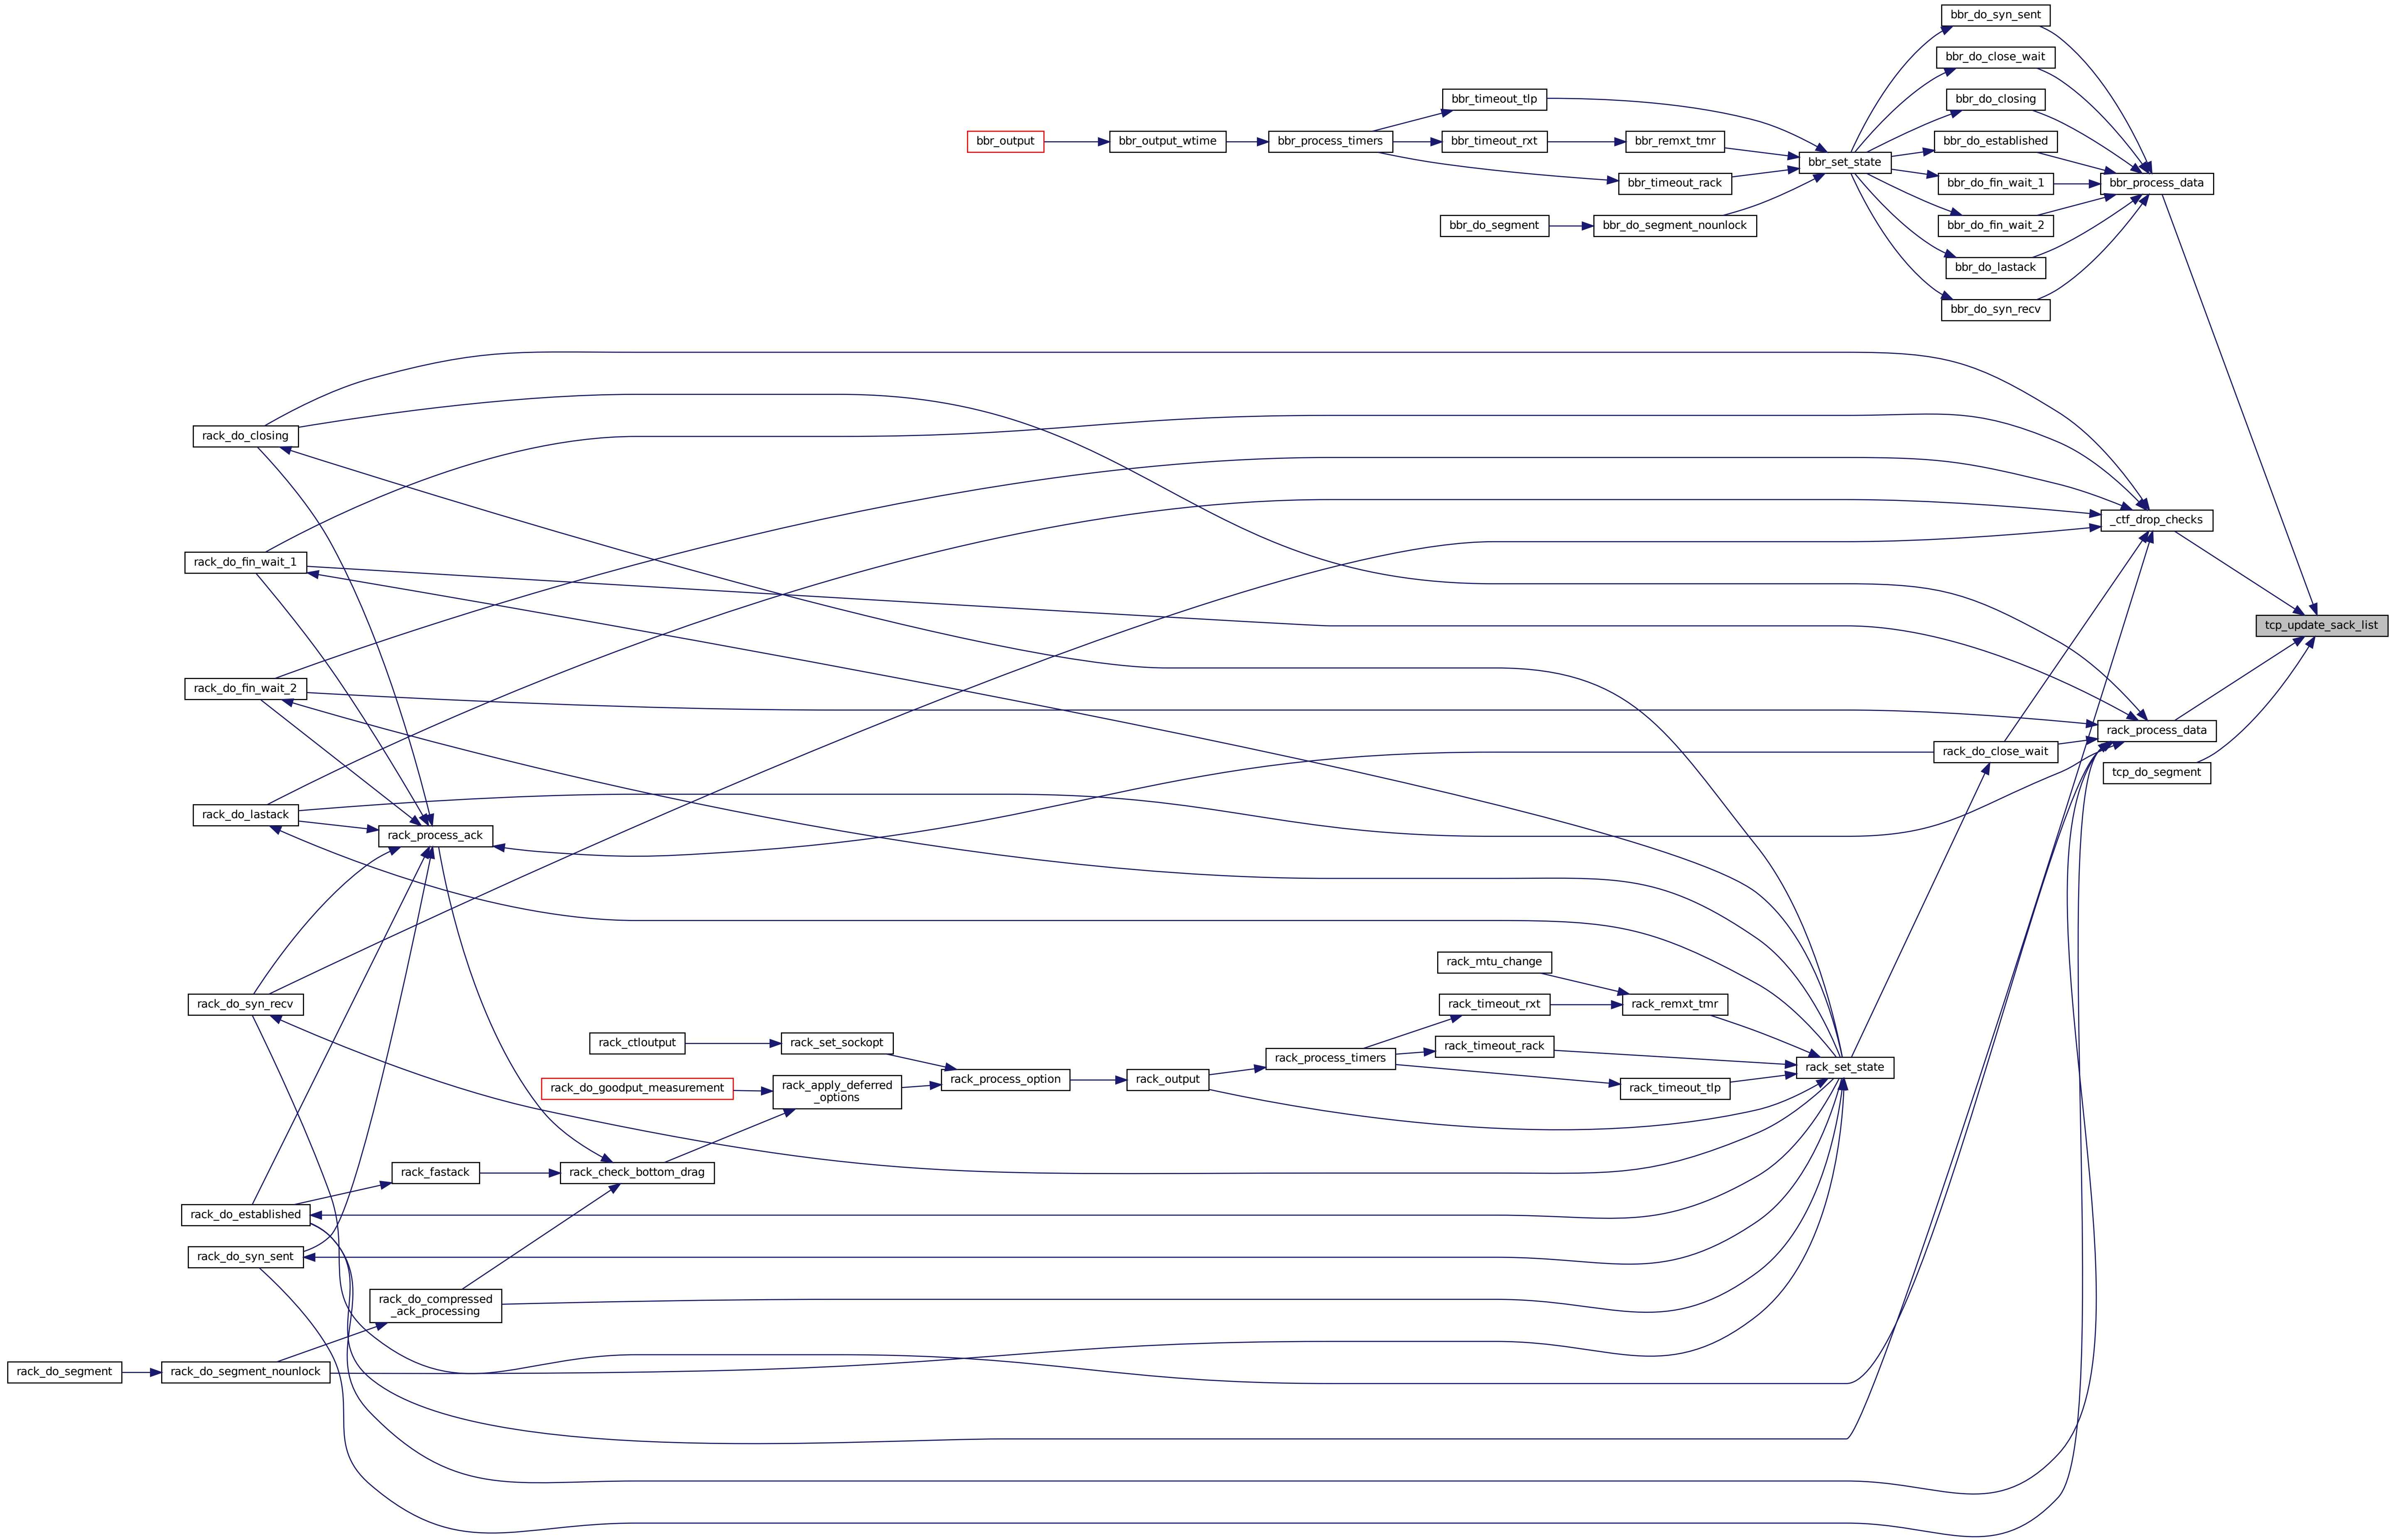 bbr_do_syn_sent
bbr_do_close_wait
bbr_timeout_tlp
bbr_do_closing
bbr_output
bbr_output_wtime
bbr_process_timers
bbr_timeout_rxt
bbr_remxt_tmr
bbr_do_established
bbr_set_state
bbr_timeout_rack
bbr_do_fin_wait_1
bbr_process_data
bbr_do_segment
bbr_do_segment_nounlock
bbr_do_fin_wait_2
bbr_do_lastack
bbr_do_syn_recv
rack_do_closing
_ctf_drop_checks
rack_do_fin_wait_1
tcp_update_sack_list
rack_do_fin_wait_2
rack_process_data
rack_do_close_wait
tcp_do_segment
rack_do_lastack
rack_process_ack
rack_mtu_change
rack_do_syn_recv
rack_timeout_rxt
rack_remxt_tmr
rack_ctloutput
rack_set_sockopt
rack_timeout_rack
rack_process_timers
rack_set_state
rack_do_goodput_measurement
rack_apply_deferred
_options
rack_process_option
rack_output
rack_timeout_tlp
rack_fastack
rack_check_bottom_drag
rack_do_established
rack_do_syn_sent
rack_do_compressed
_ack_processing
rack_do_segment
rack_do_segment_nounlock